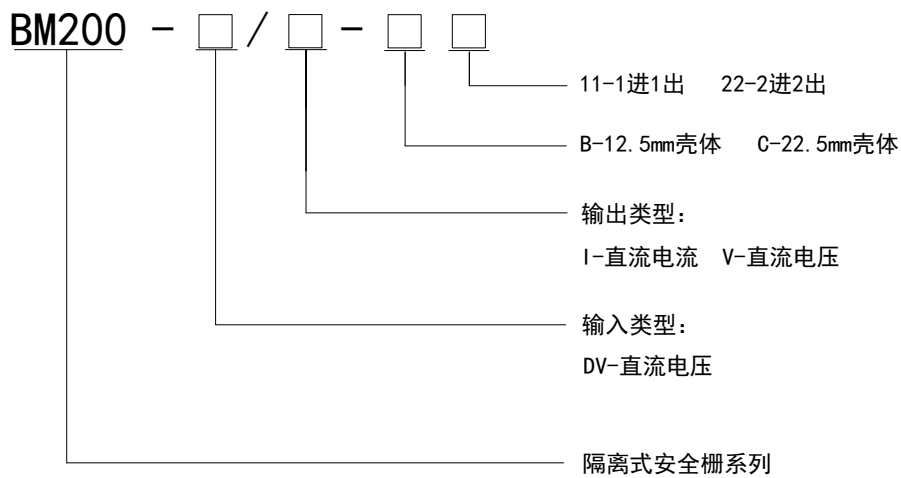 BM200 - □ / □ - □ □
11-1进1出 22-2进2出
B-12.5mm壳体 C-22.5mm壳体
输出类型:
I-直流电流 V-直流电压
输入类型:
DV-直流电压
隔离式安全栅系列